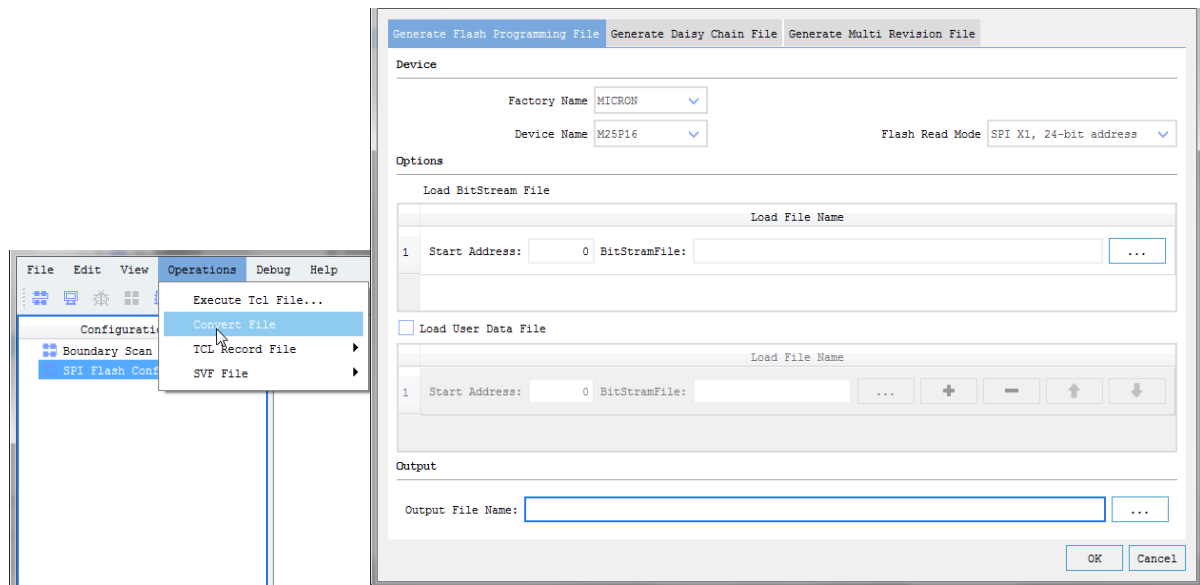 File Edit View Operations Debug Help
Execute Tcl File...
Convert File
TCL Record File
SVF File
Configuratio
Boundary Scan
SPI Flash Conf
Generate Flash Programming File Generate Daisy Chain File Generate Multi Revision File
Device
Factory Name MICRON
Device Name M25P16 Flash Read Mode SPI X1, 24-bit address
Options
Load BitStream File
Load File Name
1 Start Address: 0 BitStramFile: ...
Load User Data File
Load File Name
1 Start Address: 0 BitStramFile: ...
Output
Output File Name: ...
OK Cancel